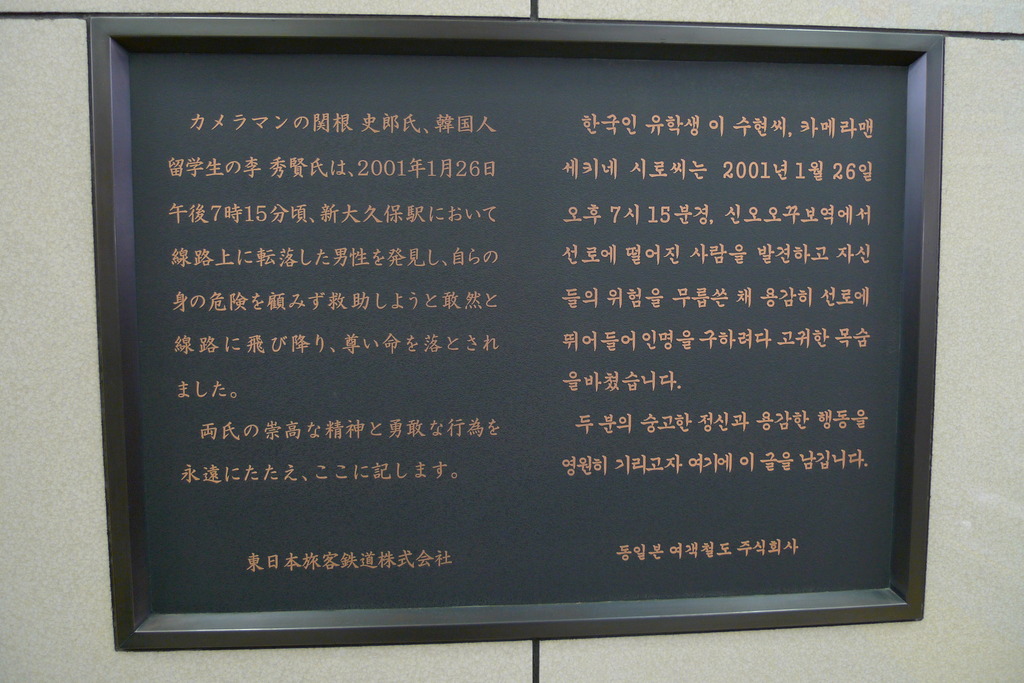 カメラマンの関根 史郎氏、韓国人
留学生の李 秀賢氏は、2001年1月26日
午後7時15分頃、新大久保駅において
線路上に転落した男性を発見し、自らの
身の危険を顧みず救助しようと敢然と
線路に飛び降り、尊い命を落とされ
ました。
両氏の崇高な精神と勇敢な行為を
永遠にたたえ、ここに記します。
東日本旅客鉄道株式会社
한국인 유학생 이 수현씨, 카메라맨
세키네 시로씨는 2001년 1월 26일
오후 7시 15분경, 신오오꾸보역에서
선로에 떨어진 사람을 발견하고 자신
들의 위험을 무릅쓴 채 용감히 선로에
뛰어들어 인명을 구하려다 고귀한 목숨
을바쳤습니다.
두 분의 숭고한 정신과 용감한 행동을
영원히 기리고자 여기에 이 글을 남깁니다.
동일본 여객철도 주식회사